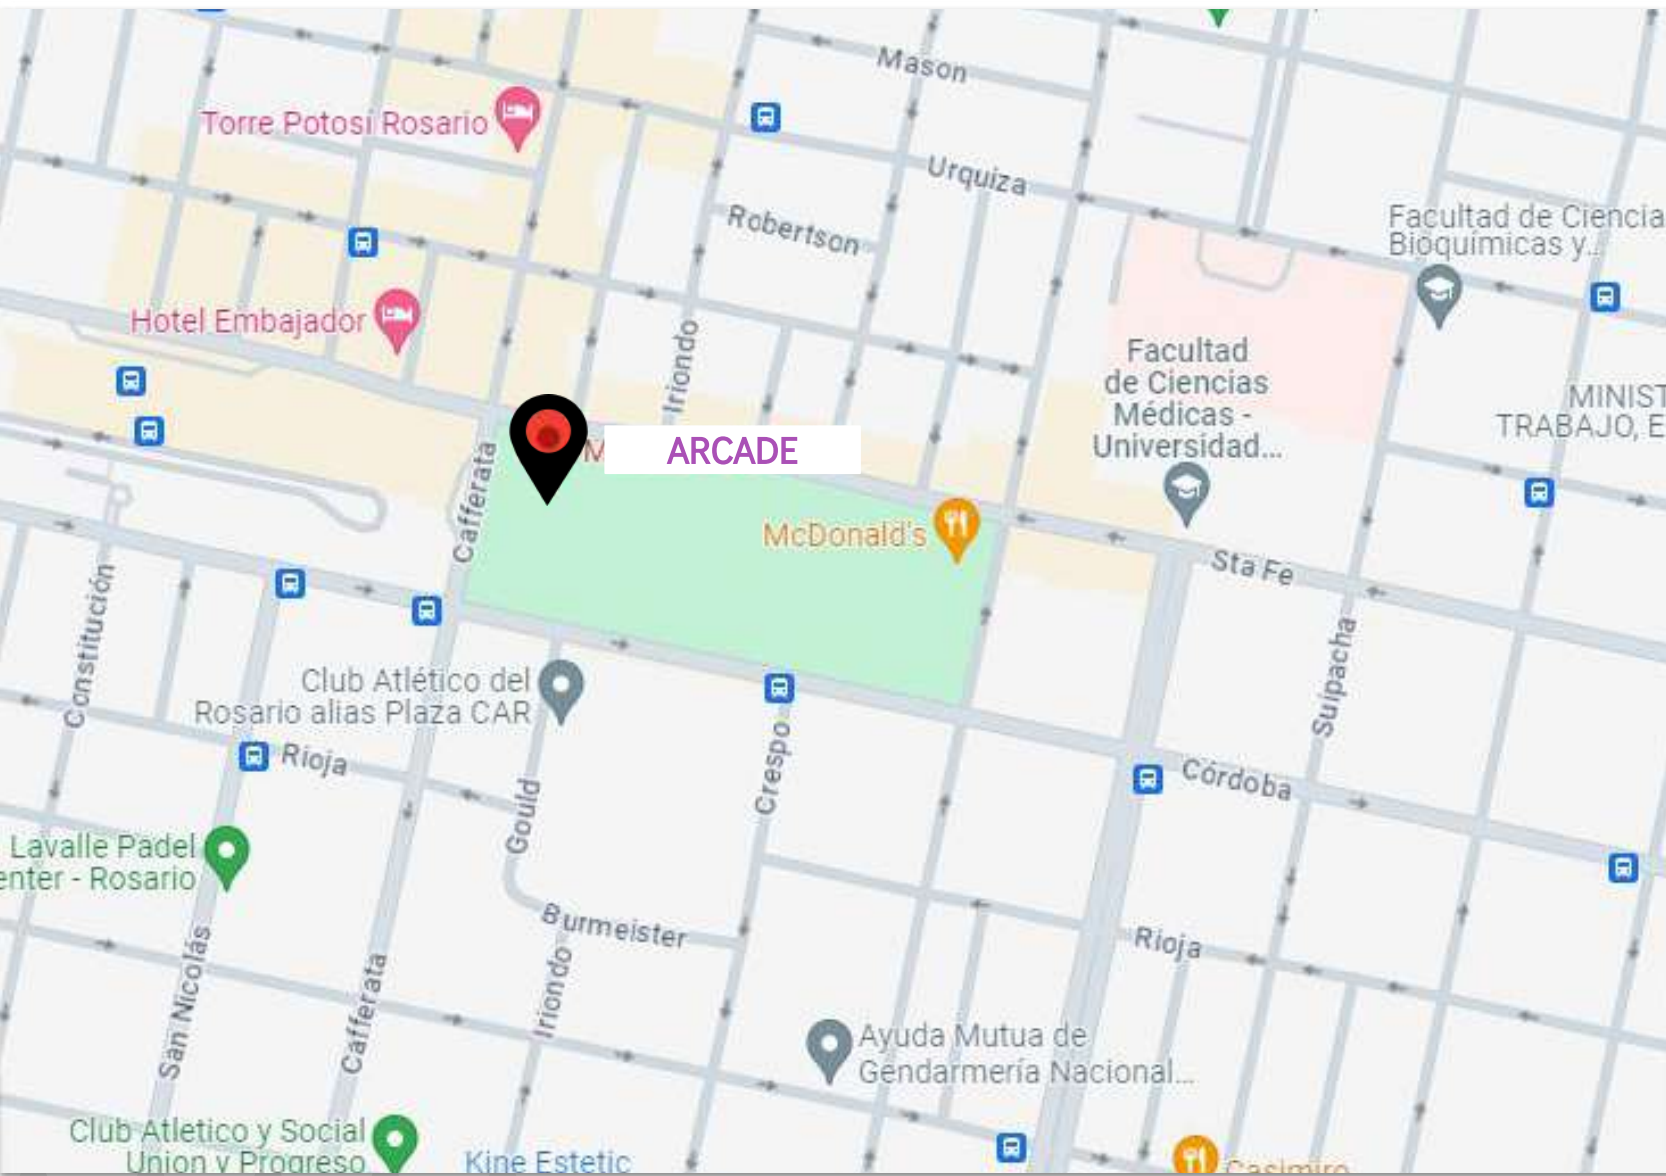 Mason
Torre Potosí Rosario
Urquiza
Robertson
Facultad de Ciencia
Bioquímicas y...
Hotel Embajador
Iriondo
Facultad
de Ciencias
Médicas -
Universidad...
MINIST
TRABAJO, E
M
ARCADE
Cafferata
McDonald's
Sta Fe
Constitución
Suipacha
Club Atlético del
Rosario alias Plaza CAR
Rioja
Crespo
Córdoba
Gould
Lavalle Padel
enter - Rosario
Burmeister
Rioja
San Nicolás
Cafferata
Iriondo
Ayuda Mutua de
Gendarmería Nacional...
Club Atletico y Social
Union y Progreso
Kine Estetic
Casimiro